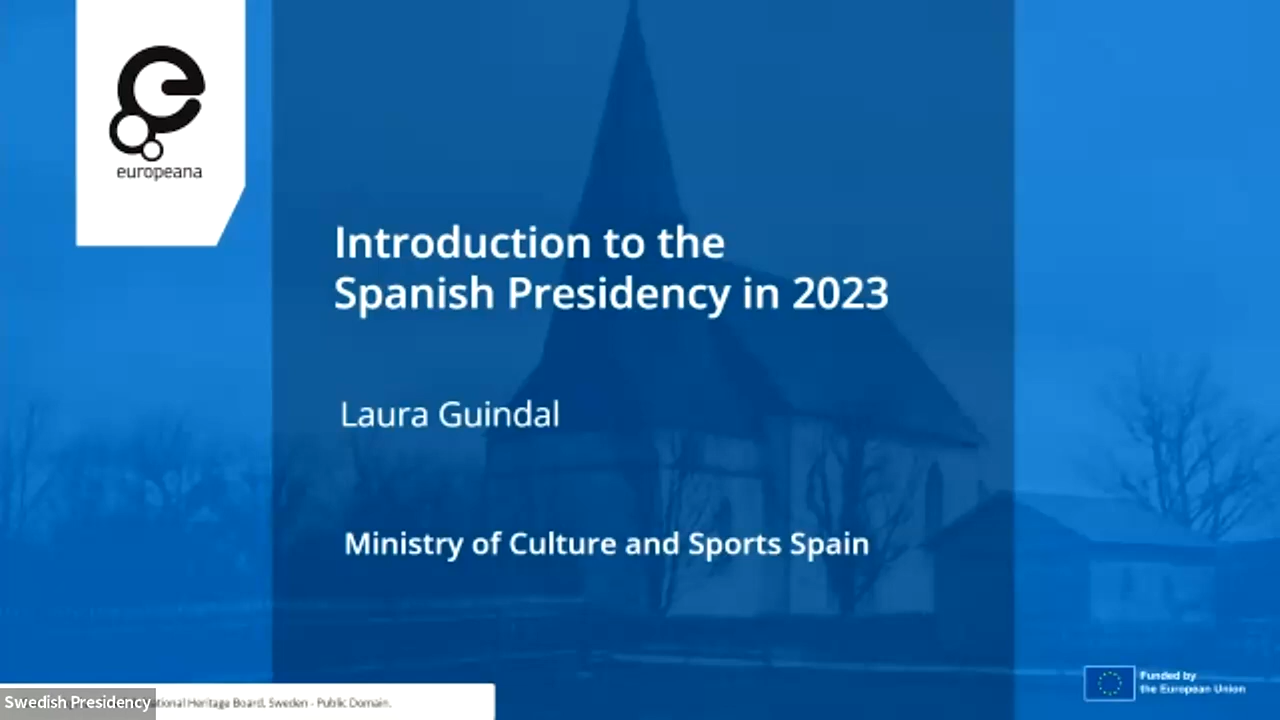 europeana
Introduction to the
Spanish Presidency in 2023
Laura Guindal
Ministry of Culture and Sports Spain
Funded by
the European Union
Swedish Presidency
Heritage Board, Sweden - Public Domain.